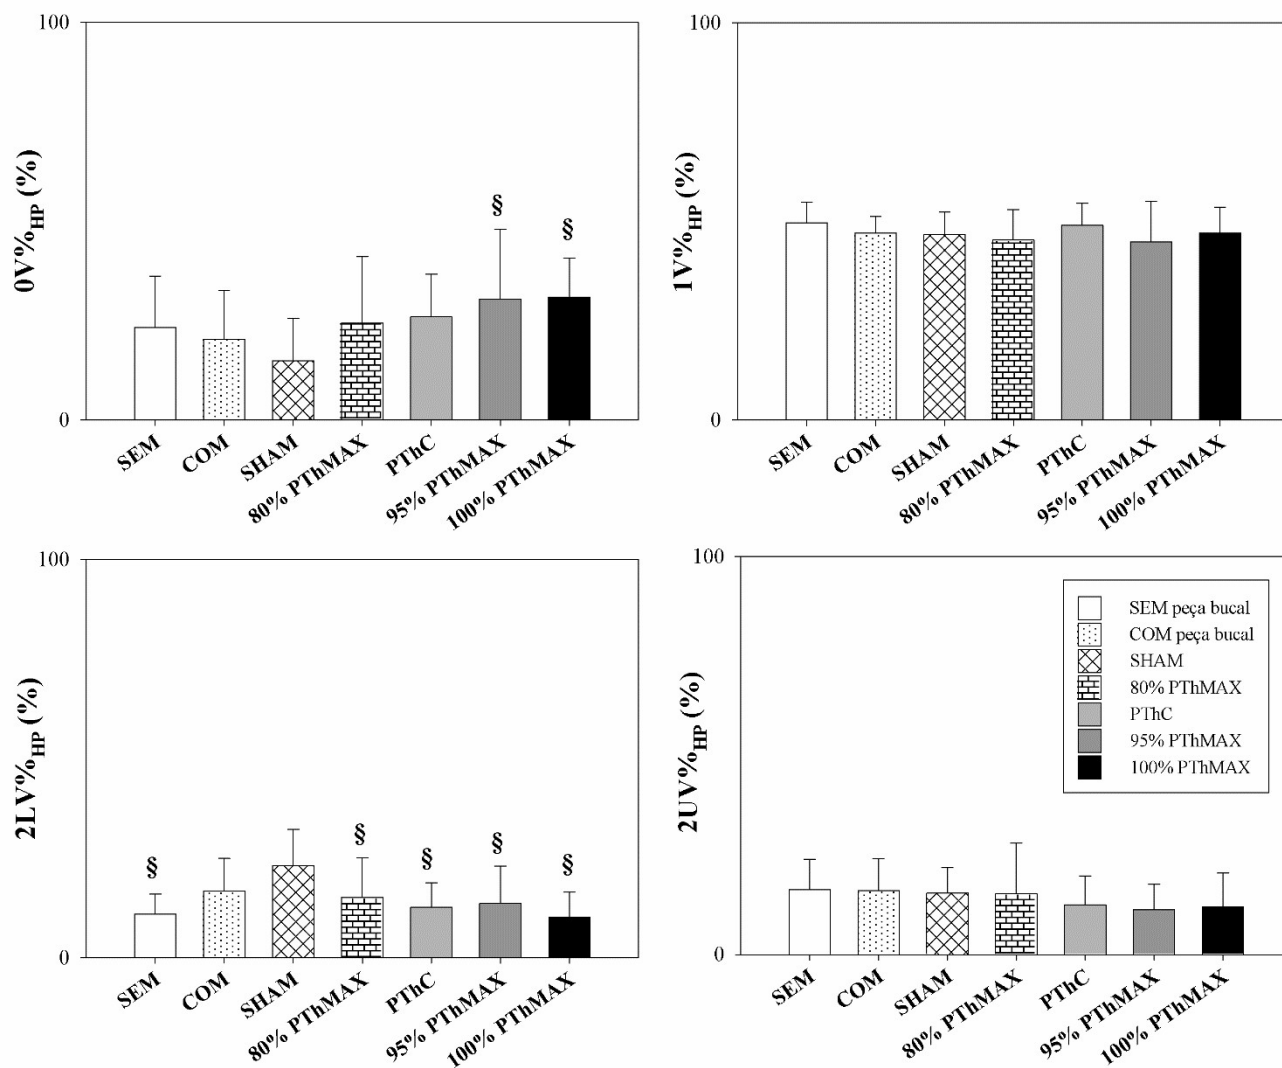 100
0V%HP (%)
§
§
0
SEM
COM
SHAM
80% PThMAX
PThC
95% PThMAX
100% PThMAX
100
1V%HP (%)
0
SEM
COM
SHAM
80% PThMAX
PThC
95% PThMAX
100% PThMAX
100
2LV%HP (%)
§
§
§
§
§
0
SEM
COM
SHAM
80% PThMAX
PThC
95% PThMAX
100% PThMAX
100
2UV%HP (%)
SEM peça bucal
COM peça bucal
SHAM
80% PThMAX
PThC
95% PThMAX
100% PThMAX
0
SEM
COM
SHAM
80% PThMAX
PThC
95% PThMAX
100% PThMAX